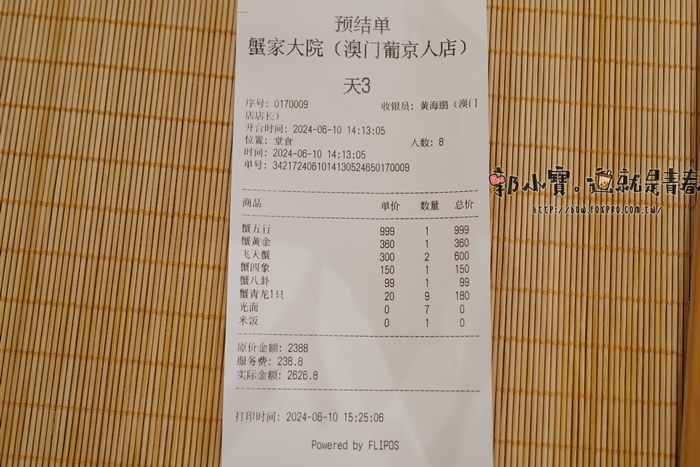 预结单
蟹家大院（澳门葡京人店）
天3
序号: 0170009 收银员: 黄海鹏（澳门
店店长）
开台时间: 2024-06-10 14:13:05
位置: 堂食 人数: 8
时间: 2024-06-10 14:13:05
单号: 3421724061014130524650170009
商品 单价 数量 总价
蟹五行 999 1 999
蟹黄金 360 1 360
飞天蟹 300 2 600
蟹四象 150 1 150
蟹八卦 99 1 99
蟹青龙1只 20 9 180
光面 0 7 0
米饭 0 1 0
原价金额: 2388
服务费: 238.8
实际金额: 2626.8
打印时间: 2024-06-10 15:25:06
Powered by FLIPOS
郭小寶。這就是青春
http://bow.foxpro.com.tw/